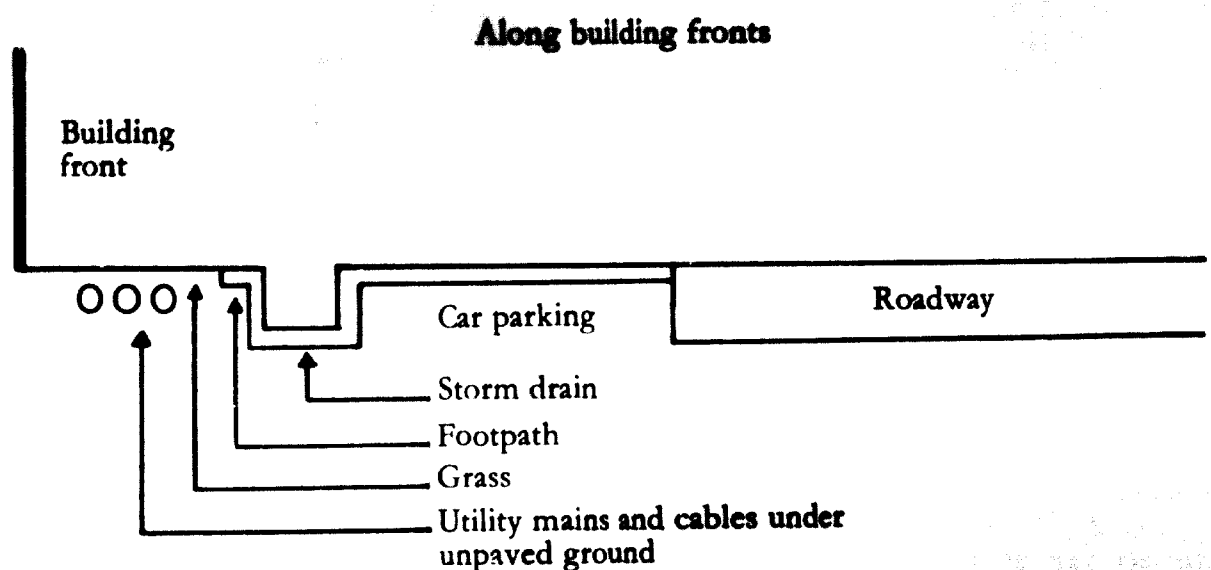 Along building fronts
Building
front
Car parking
Roadway
Storm drain
Footpath
Grass
Utility mains and cables under
unpaved ground